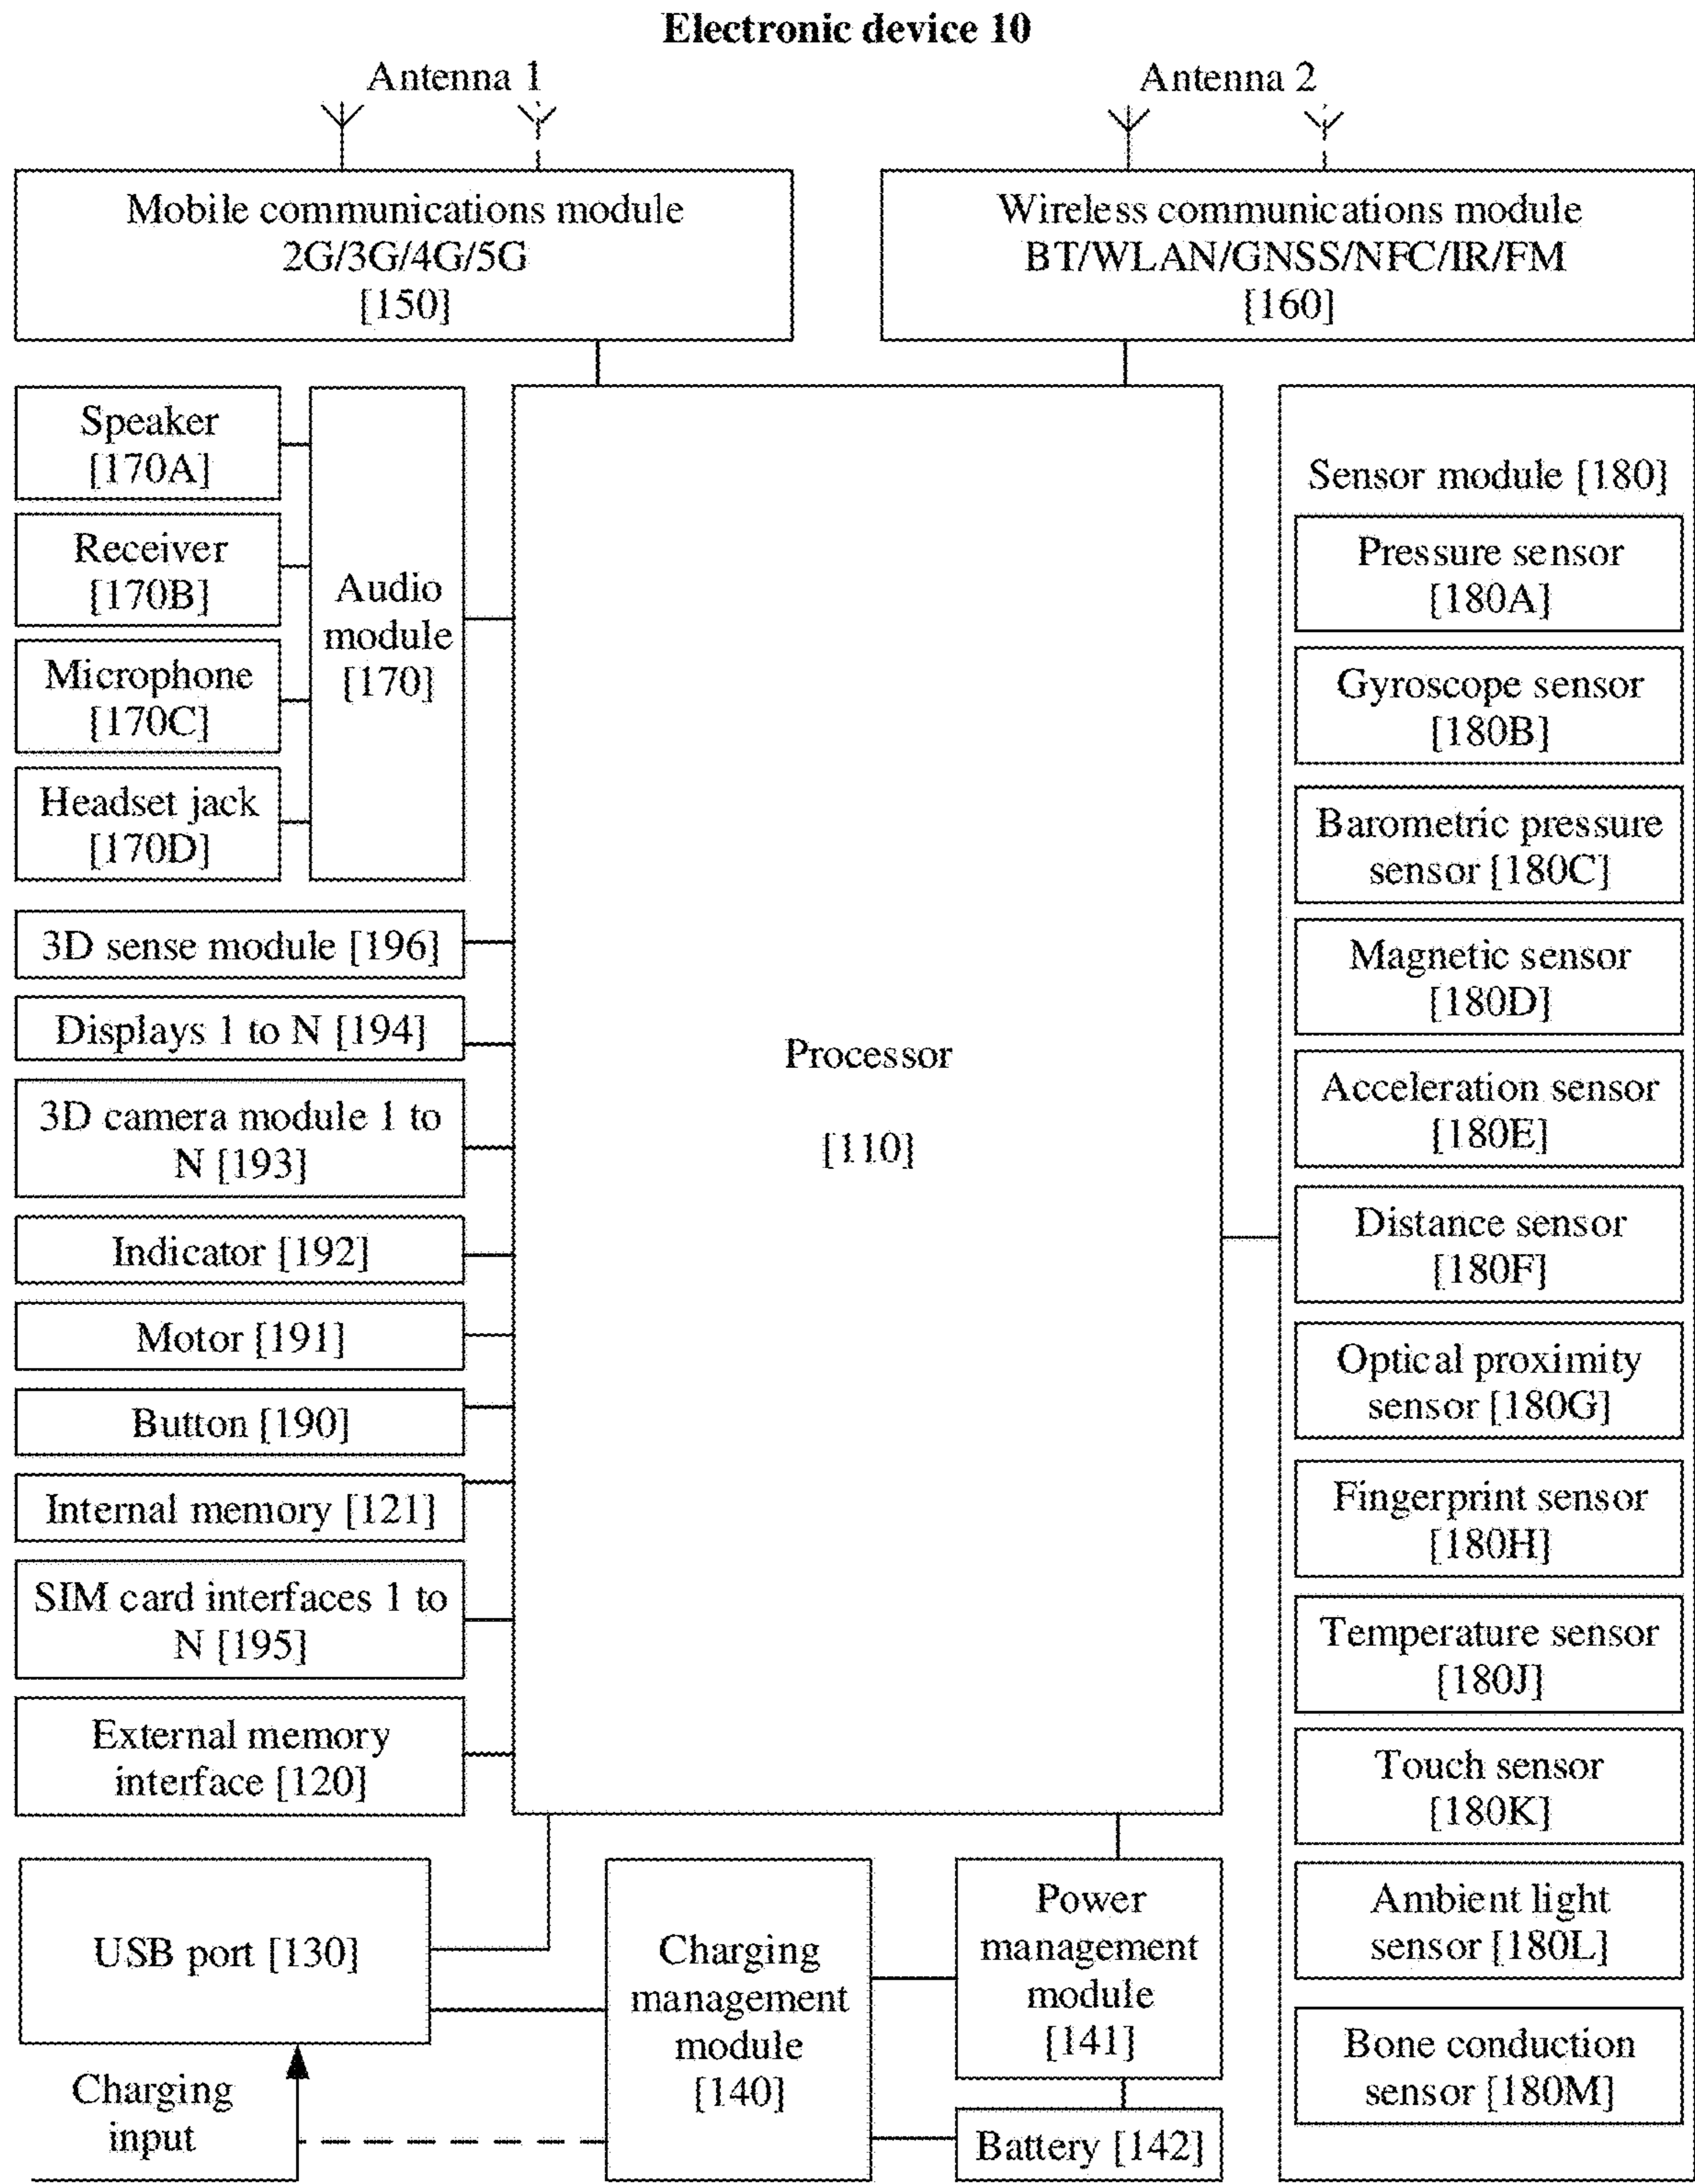 Electronic device 10
Antenna 1
Antenna 2
Mobile communications module
2G/3G/4G/5G
[150]
Wireless communications module
BT/WLAN/GNSS/NFC/IR/FM
[160]
Speaker
[170A]
Receiver
[170B]
Microphone
[170C]
Headset jack
[170D]
Audio
module
[170]
3D sense module [196]
Displays 1 to N [194]
3D camera module 1 to
N [193]
Indicator [192]
Motor [191]
Button [190]
Internal memory [121]
SIM card interfaces 1 to
N [195]
External memory
interface [120]
Processor
[110]
Sensor module [180]
Pressure sensor
[180A]
Gyroscope sensor
[180B]
Barometric pressure
sensor [180C]
Magnetic sensor
[180D]
Acceleration sensor
[180E]
Distance sensor
[180F]
Optical proximity
sensor [180G]
Fingerprint sensor
[180H]
Temperature sensor
[180J]
Touch sensor
[180K]
Ambient light
sensor [180L]
Bone conduction
sensor [180M]
USB port [130]
Charging
input
Charging
management
module
[140]
Power
management
module
[141]
Battery [142]